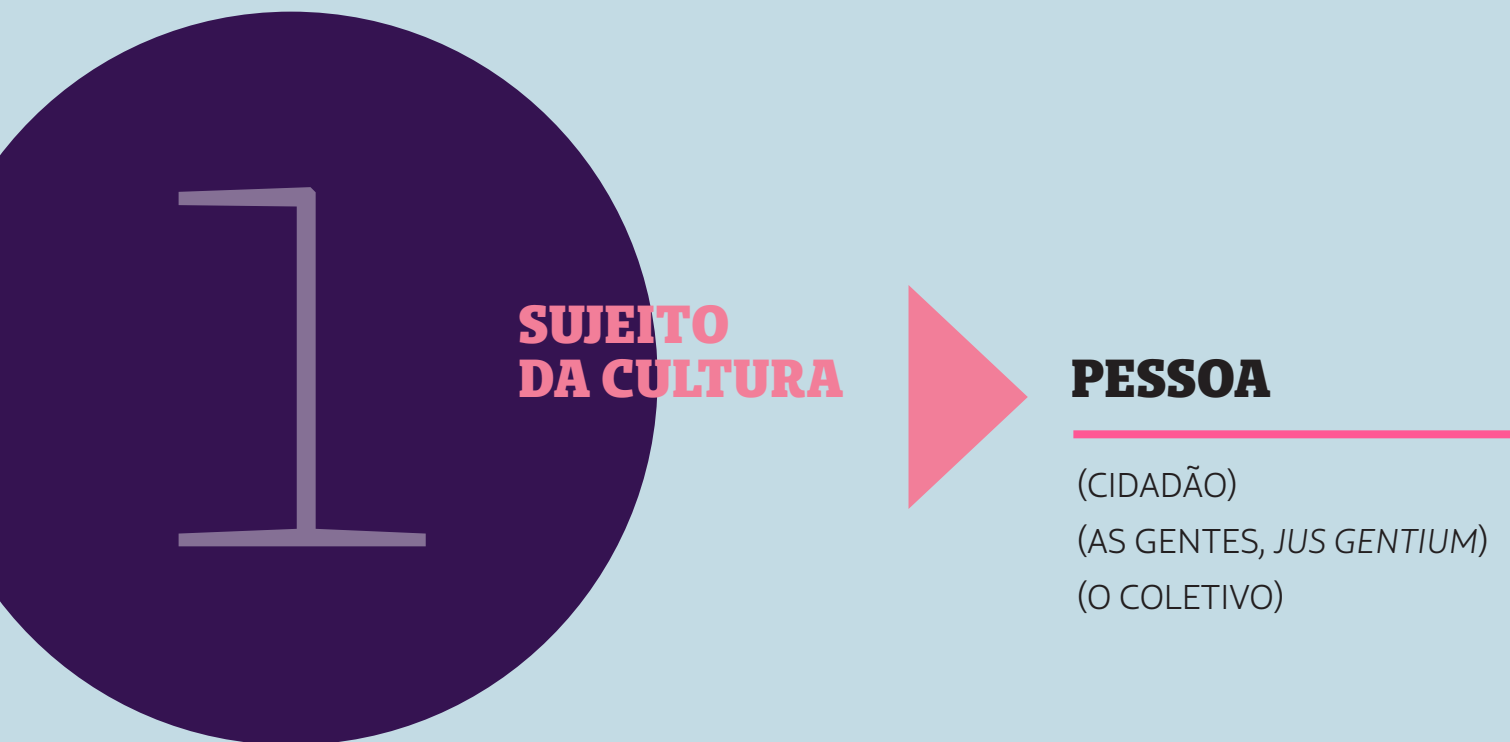 1
SUJEITO
DA CULTURA
PESSOA
(CIDADÃO)
(AS GENTES, JUS GENTIUM)
(O COLETIVO)